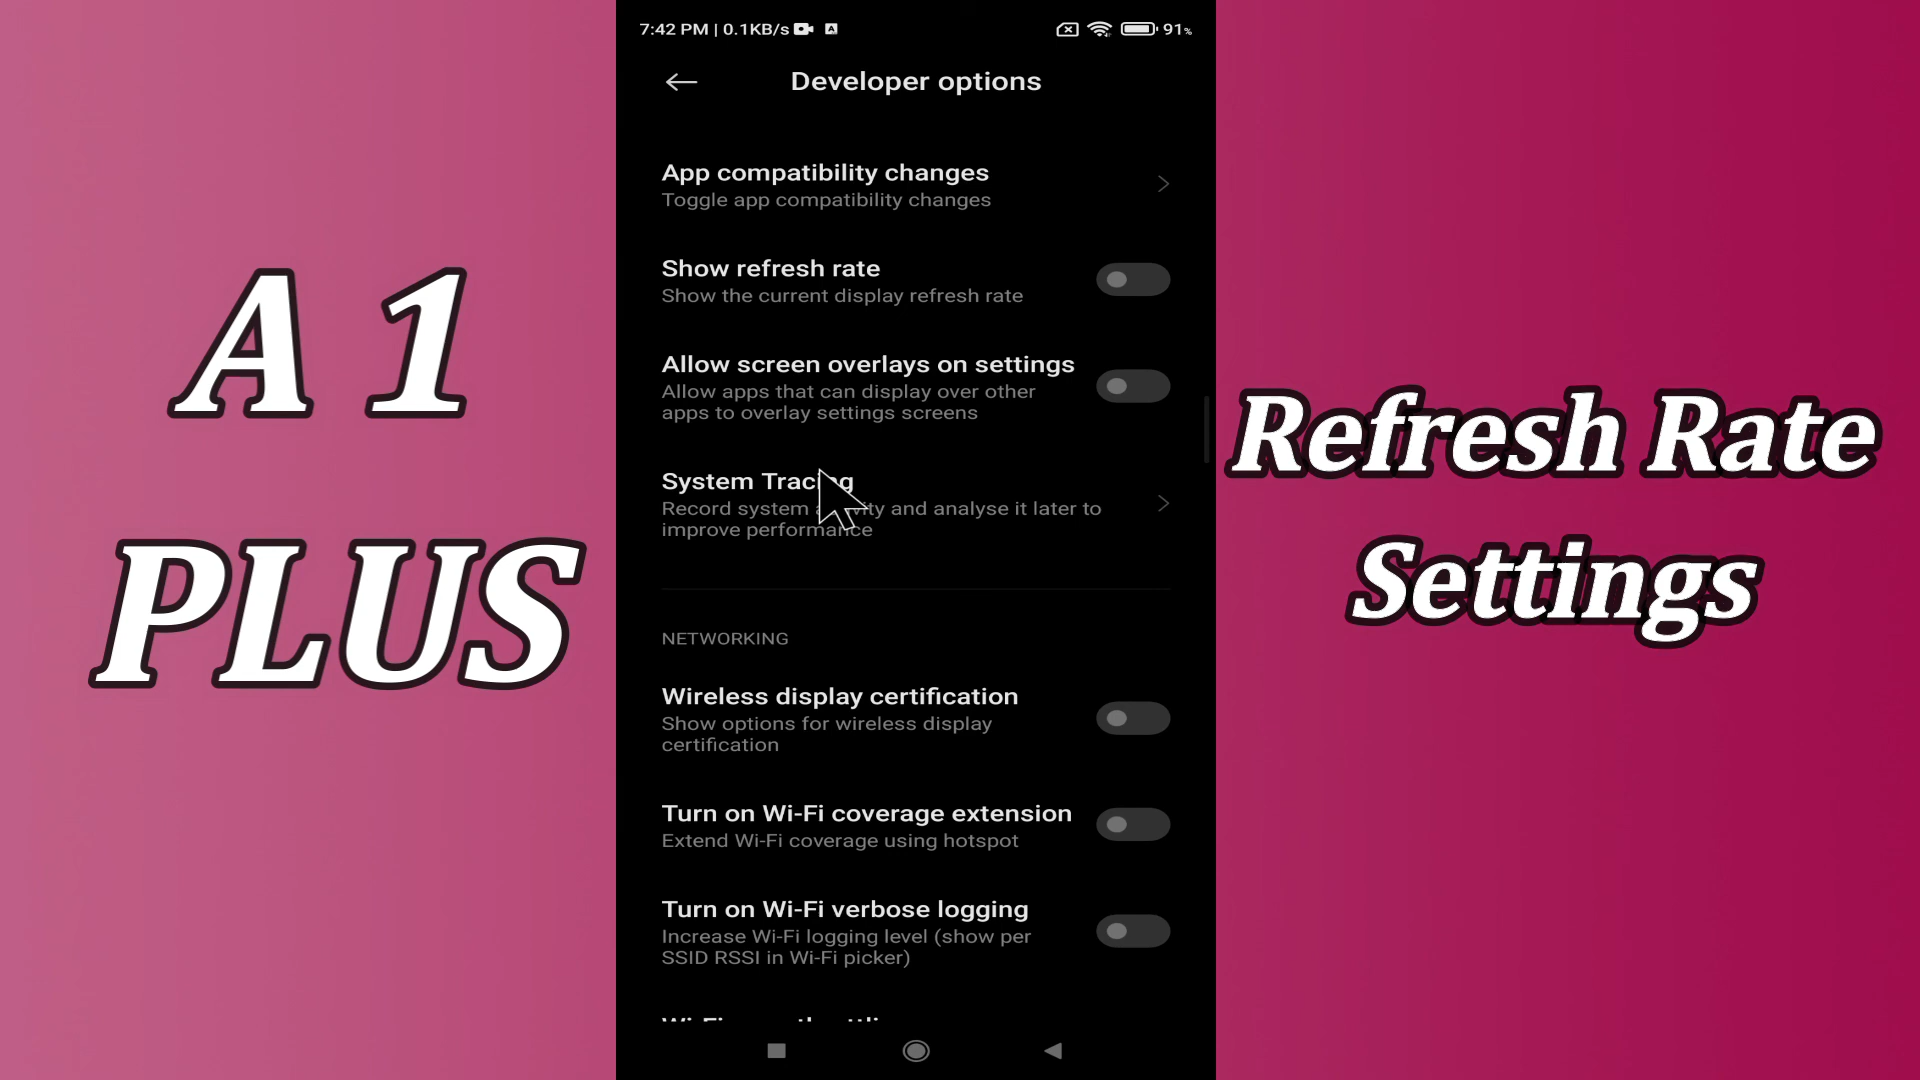 7:42 PM | 0.1KB/s
91%
Developer options
App compatibility changes
Toggle app compatibility changes
Show refresh rate
Show the current display refresh rate
Allow screen overlays on settings
Allow apps that can display over other
apps to overlay settings screens
System Tracing
Record system activity and analyse it later to
improve performance
NETWORKING
Wireless display certification
Show options for wireless display
certification
Turn on Wi-Fi coverage extension
Extend Wi-Fi coverage using hotspot
Turn on Wi-Fi verbose logging
Increase Wi-Fi logging level (show per
SSID RSSI in Wi-Fi picker)
A 1
PLUS
Refresh Rate
Settings